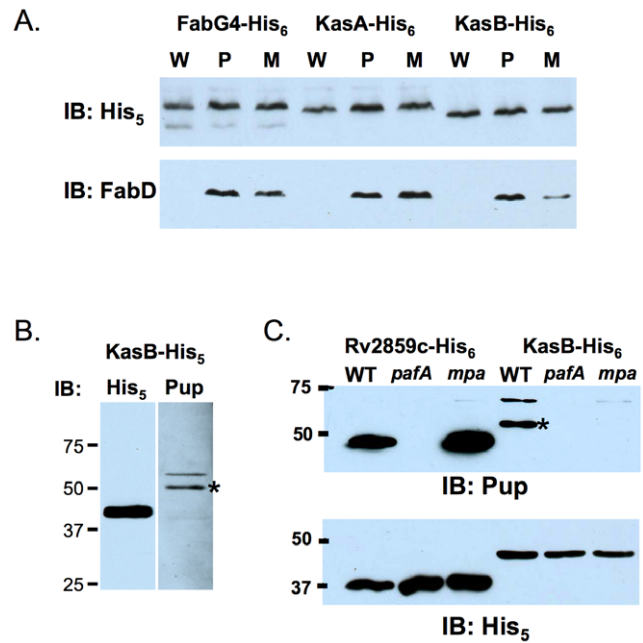 A.
FabG4-His₆ KasA-His₆ KasB-His₆
W P M W P M W P M
IB: His₅
IB: FabD
B.
KasB-His₅
IB: His₅ Pup
75
50 *
37
25
C.
Rv2859c-His₆ KasB-His₆
WT pafA mpa WT pafA mpa
75
50 *
IB: Pup
50
37
IB: His₅